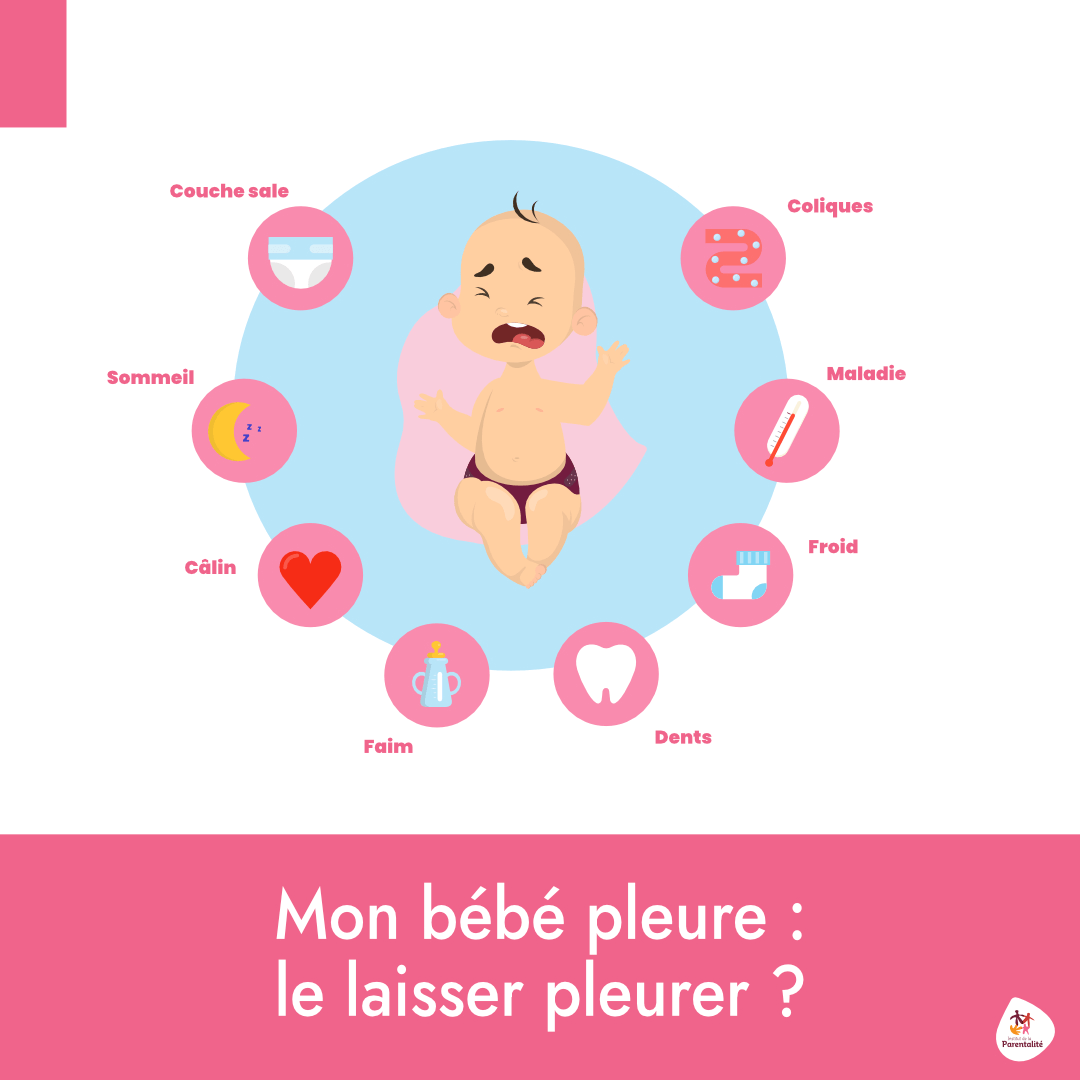 Couche sale
Coliques
Sommeil
z z
z
Maladie
Câlin
Froid
Faim
Dents
Mon bébé pleure :
le laisser pleurer ?
Institut de la
Parentalité